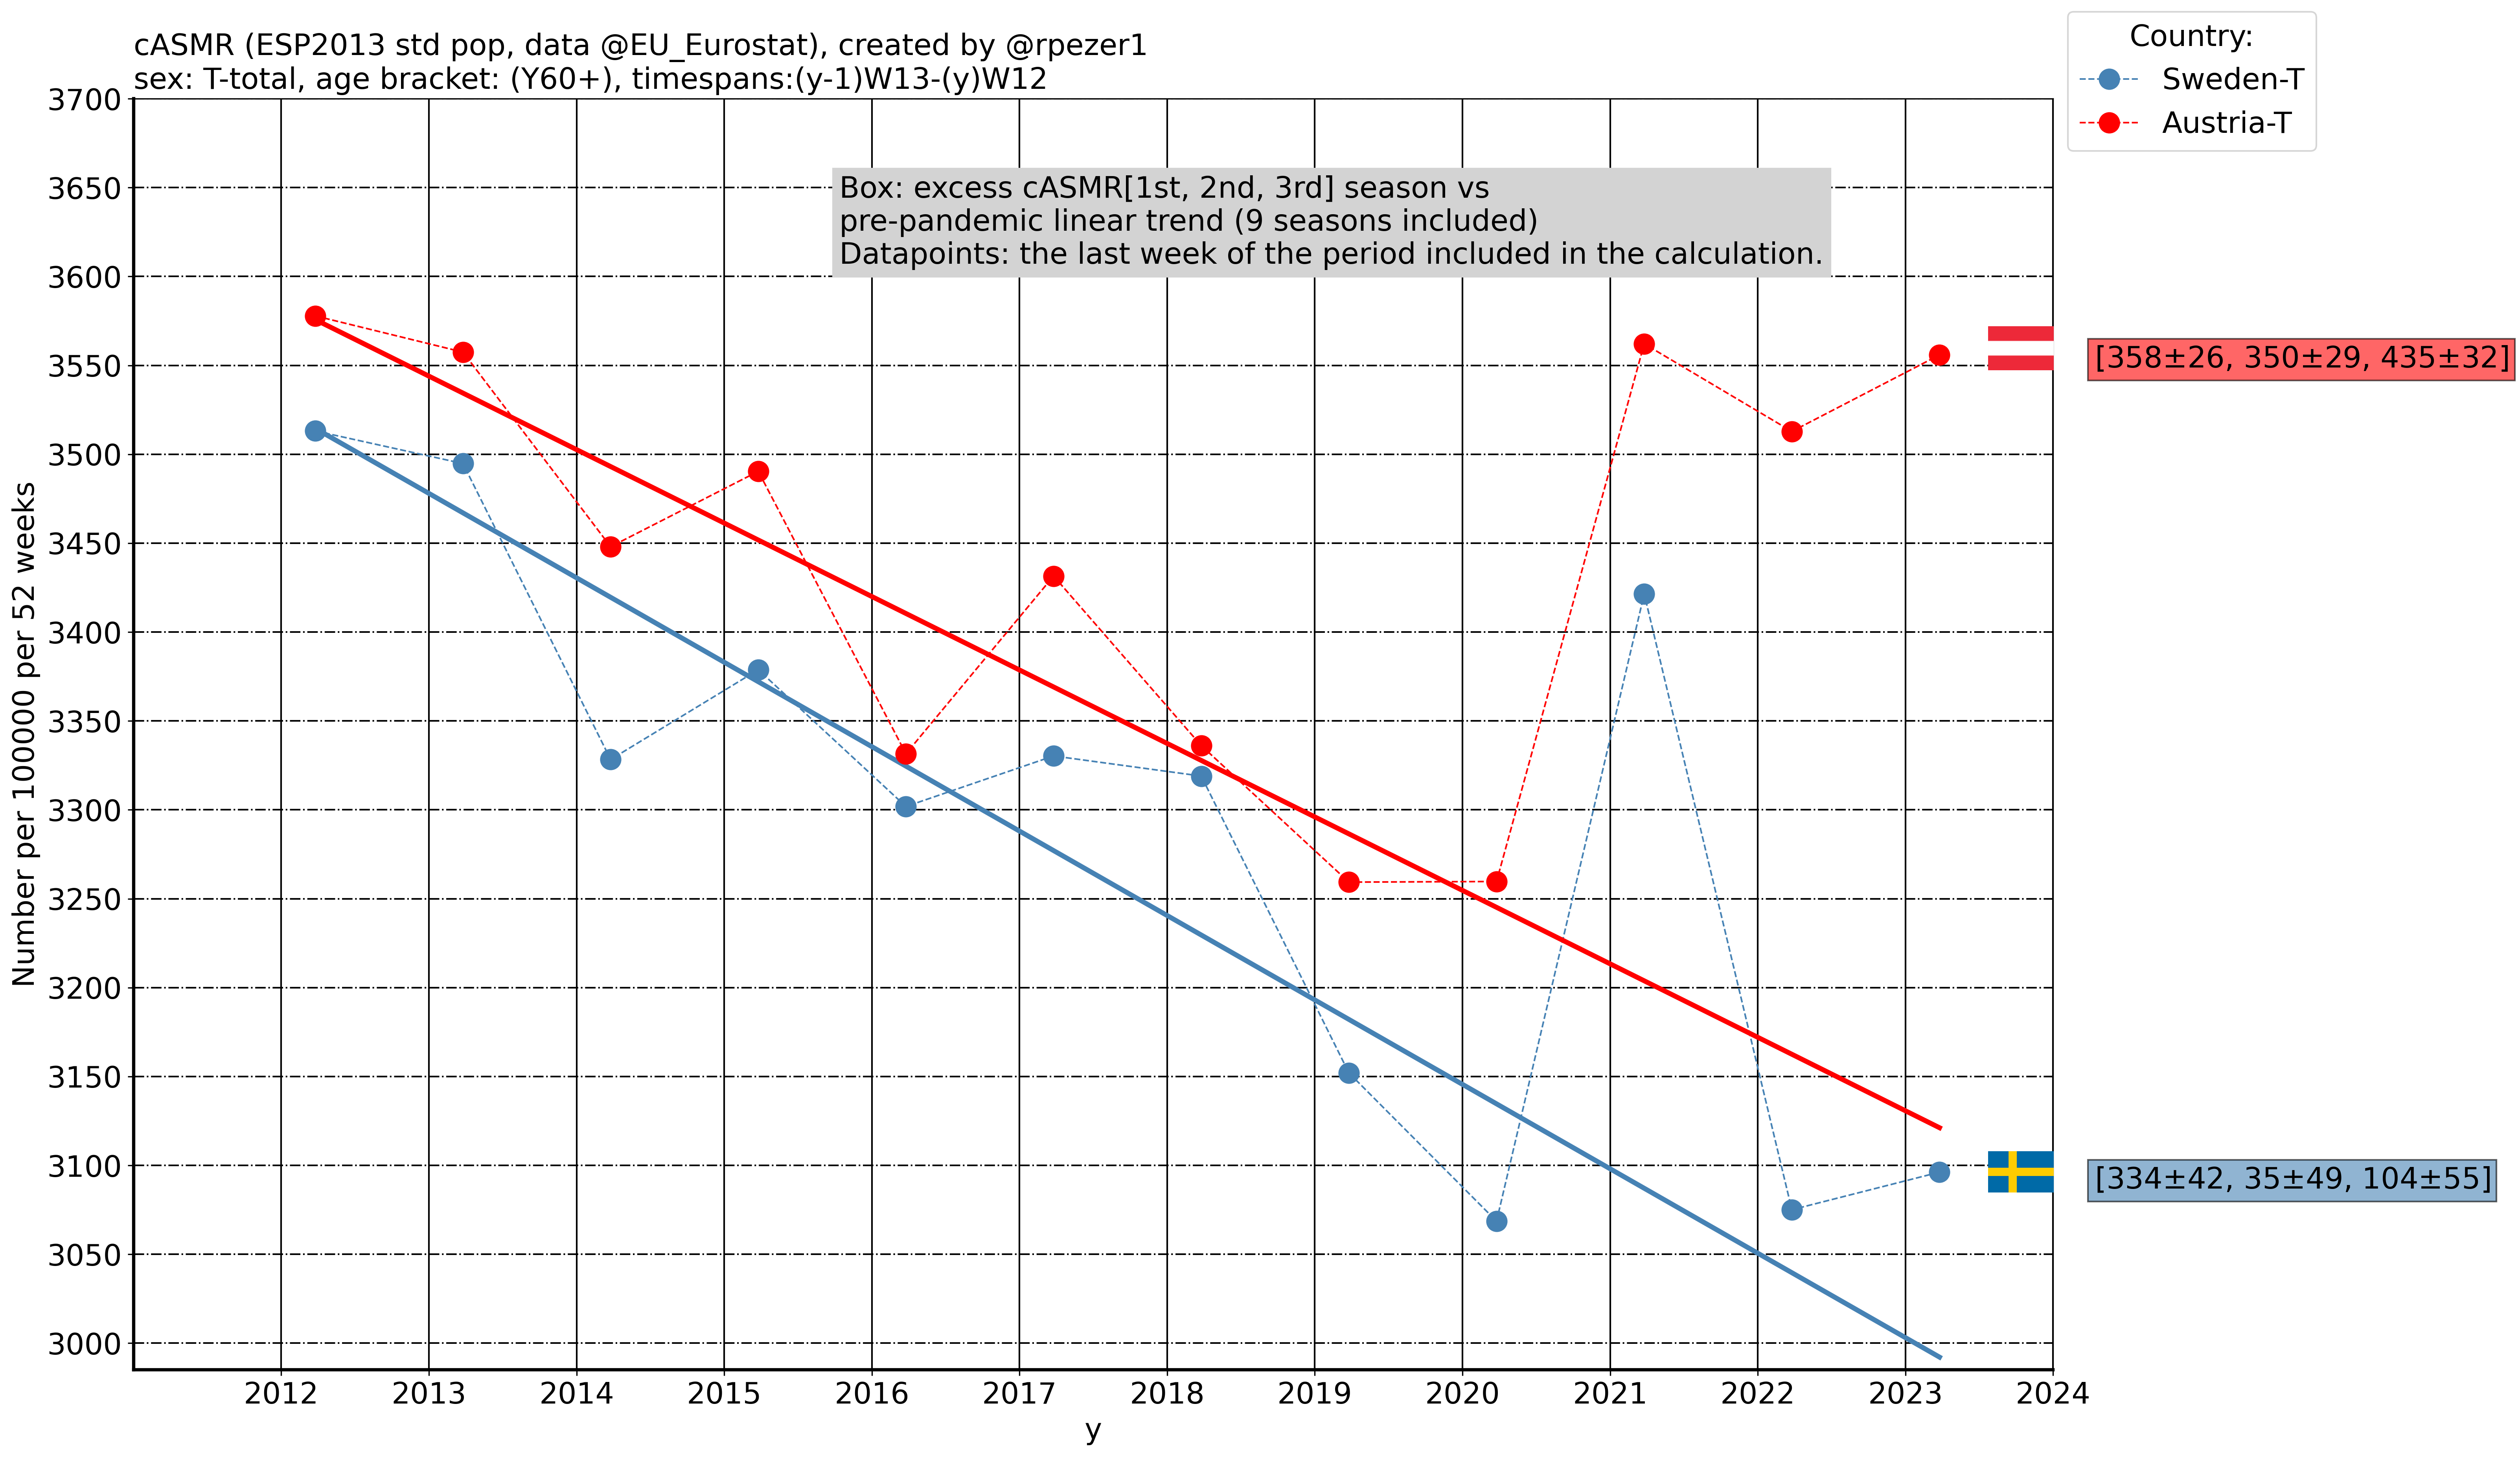 cASMR (ESP2013 std pop, data @EU_Eurostat), created by @rpezer1
sex: T-total, age bracket: (Y60+), timespans:(y-1)W13-(y)W12
Country:
Sweden-T
Austria-T
Box: excess cASMR[1st, 2nd, 3rd] season vs
pre-pandemic linear trend (9 seasons included)
Datapoints: the last week of the period included in the calculation.
Number per 100000 per 52 weeks
3700
3650
3600
3550
3500
3450
3400
3350
3300
3250
3200
3150
3100
3050
3000
[358±26, 350±29, 435±32]
[334±42, 35±49, 104±55]
2012 2013 2014 2015 2016 2017 2018 2019 2020 2021 2022 2023 2024
y